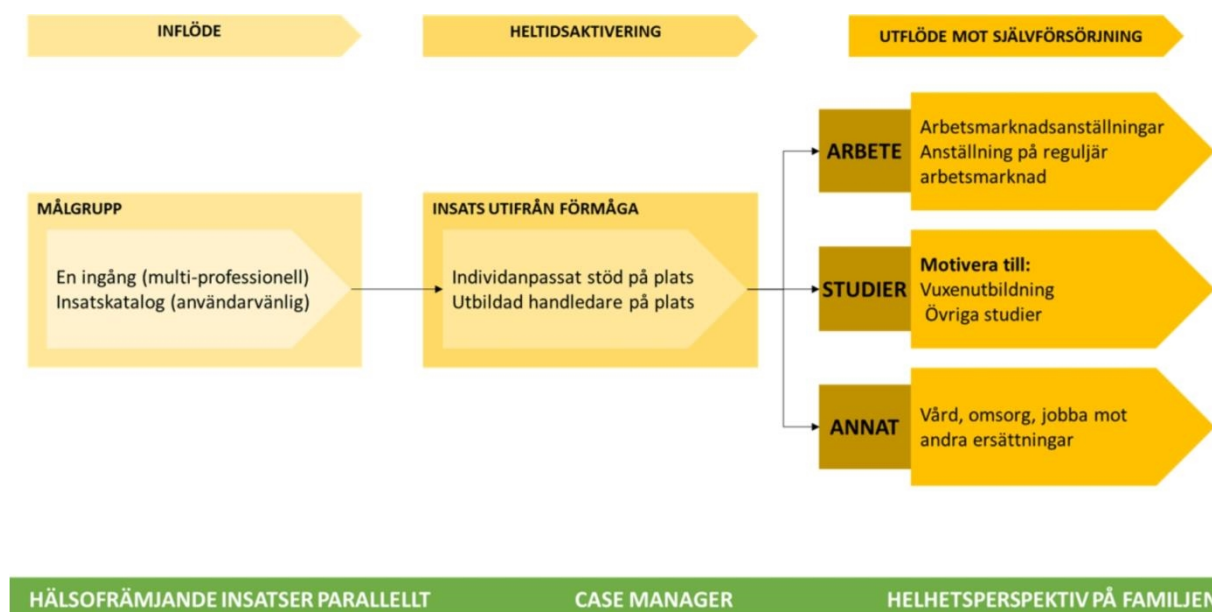 INFLÖDE
HELTIDSAKTIVERING
UTFLÖDE MOT SJÄLVFÖRSÖRJNING
MÅLGRUPP
En ingång (multi-professionell)
Insatskatalog (användarvänlig)
INSATS UTIFRÅN FÖRMÅGA
Individanpassat stöd på plats
Utbildad handledare på plats
ARBETE
Arbetsmarknadsanställningar
Anställning på reguljär
arbetsmarknad
STUDIER
Motivera till:
Vuxenutbildning
Övriga studier
ANNAT
Vård, omsorg, jobba mot
andra ersättningar
HÄLSOFRÄMJANDE INSATSER PARALLELLT
CASE MANAGER
HELHETSPERSPEKTIV PÅ FAMILJEN